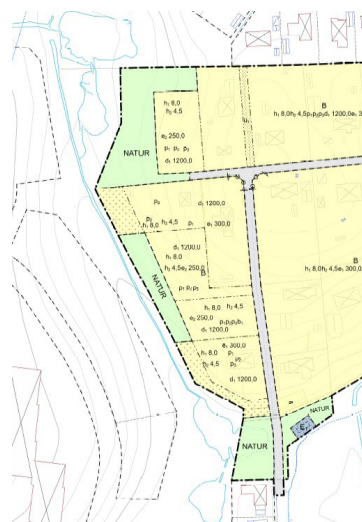 B
h₁ 8,0h₂ 4,5p₁p₂p₃d₁ 1200,0e₁ 300,0
h₁ 8,0
h₂ 4,5
e₂ 250,0
p₁ p₂ p₃
d₁ 1200,0
NATUR
p₂
d₁ 1200,0
p₃
h₁ 8,0
h₂ 4,5
p₁
e₁ 300,0
d₁ 1200,0
h₁ 8,0
h₂ 4,5e₂ 250,0
B
p₁ p₂ p₃
NATUR
B
h₁ 8,0h₂ 4,5e₁ 300,0
h₁ 8,0
h₂ 4,5
e₂ 250,0
p₁p₂p₃b₁
d₁ 1200,0
e₁ 300,0
h₁ 8,0
p₁
h₂ 4,5
p₃
d₁ 1200,0
NATUR
E
NATUR